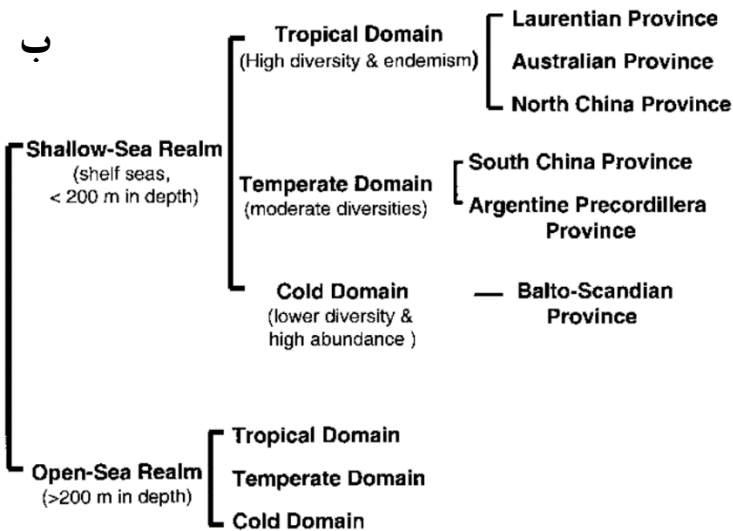 ب
Tropical Domain
(High diversity & endemism)
Laurentian Province
Australian Province
North China Province
Shallow-Sea Realm
(shelf seas,
< 200 m in depth)
Temperate Domain
(moderate diversities)
South China Province
Argentine Precordillera
Province
Cold Domain
(lower diversity &
high abundance )
Balto-Scandian
Province
Open-Sea Realm
(>200 m in depth)
Tropical Domain
Temperate Domain
Cold Domain